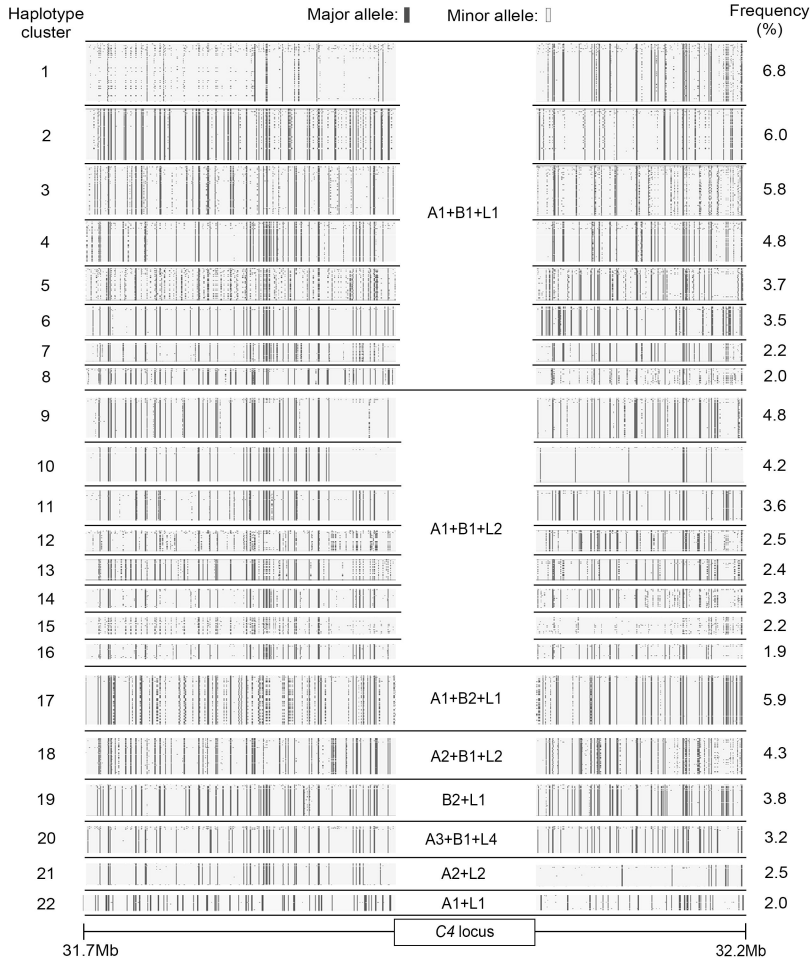 Haplotype cluster
Major allele:
Minor allele:
Frequency (%)
1 6.8
2 6.0
3 5.8
A1+B1+L1
4 4.8
5 3.7
6 3.5
7 2.2
8 2.0
9 4.8
10 4.2
11 3.6
A1+B1+L2
12 2.5
13 2.4
14 2.3
15 2.2
16 1.9
17 A1+B2+L1 5.9
18 A2+B1+L2 4.3
19 B2+L1 3.8
20 A3+B1+L4 3.2
21 A2+L2 2.5
22 A1+L1 2.0
C4 locus
31.7Mb 32.2Mb